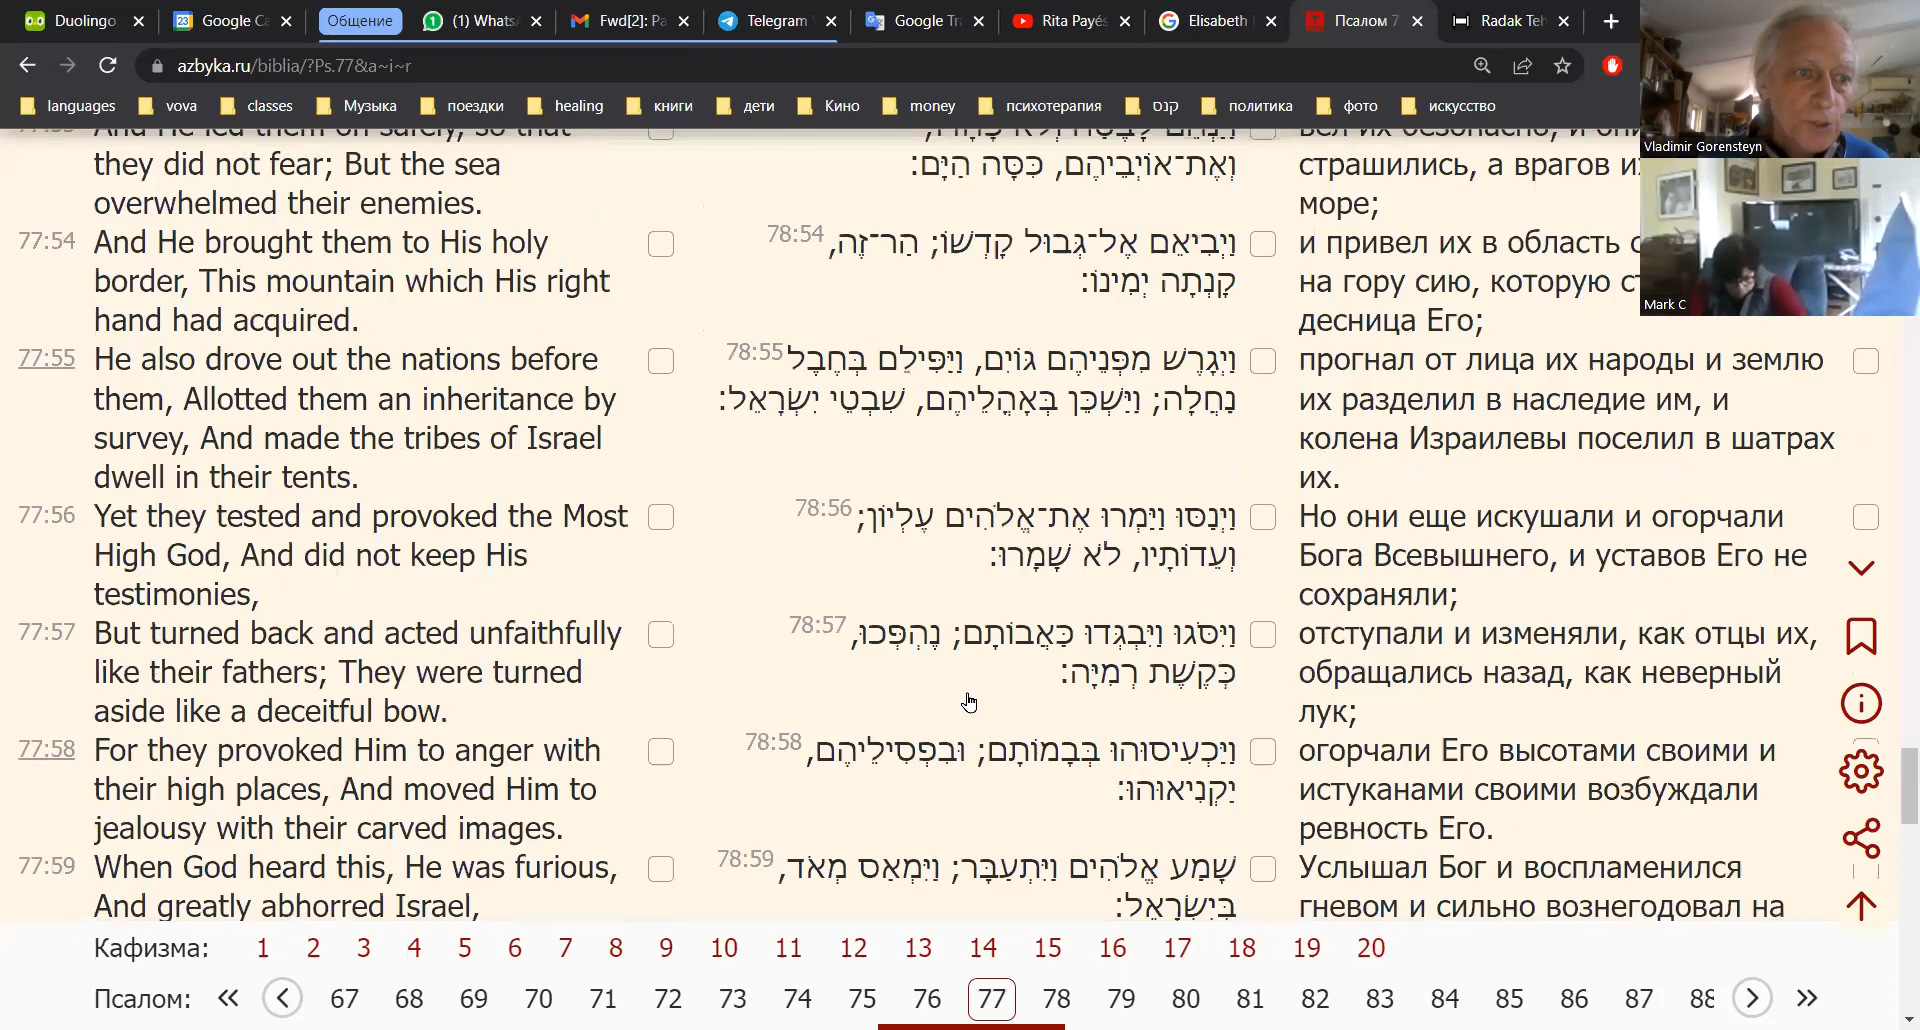 Duolingo
Google Ca
Общение
(1) Whats
Fwd[2]: Pa
Telegram
Google Tr
Rita Payés
Elisabeth
Псалом 7
Radak Teh
azbyka.ru/biblia/?Ps.77&a~i~r
languages
vova
classes
Музыка
поездки
healing
книги
дети
Кино
money
психотерапия
קנס
политика
фото
искусство
Vladimir Gorensteyn
Mark C
they did not fear; But the sea
overwhelmed their enemies.
77:54 And He brought them to His holy
border, This mountain which His right
hand had acquired.
77:55 He also drove out the nations before
them, Allotted them an inheritance by
survey, And made the tribes of Israel
dwell in their tents.
77:56 Yet they tested and provoked the Most
High God, And did not keep His
testimonies,
77:57 But turned back and acted unfaithfully
like their fathers; They were turned
aside like a deceitful bow.
77:58 For they provoked Him to anger with
their high places, And moved Him to
jealousy with their carved images.
77:59 When God heard this, He was furious,
And greatly abhorred Israel,
וְאֶת־אוֹיְבֵיהֶם, כִּסָּה הַיָּם:
78:54 וַיְבִיאֵם אֶל־גְּבוּל קָדְשׁוֹ; הַר־זֶה,
קָנְתָה יְמִינוֹ:
78:55 וַיְגָרֶשׁ מִפְּנֵיהֶם גּוֹיִם, וַיַּפִּילֵם בְּחֶבֶל
נַחֲלָה; וַיַּשְׁכֵּן בְּאָהֳלֵיהֶם, שִׁבְטֵי יִשְׂרָאֵל:
78:56 וַיְנַסּוּ וַיַּמְרוּ אֶת־אֱלֹהִים עֶלְיוֹן;
וְעֵדוֹתָיו, לֹא שָׁמָרוּ:
78:57 וַיִּסֹּגוּ וַיִּבְגְּדוּ כַּאֲבוֹתָם; נֶהְפְּכוּ,
כְּקֶשֶׁת רְמִיָּה:
78:58 וַיַּכְעִיסוּהוּ בְּבָמוֹתָם; וּבִפְסִילֵיהֶם,
יַקְנִיאוּהוּ:
78:59 שָׁמַע אֱלֹהִים וַיִּתְעַבָּר; וַיִּמְאַס מְאֹד,
בְּיִשְׂרָאֵל:
страшились, а врагов
море;
и привел их в область
на гору сию, которую
десница Его;
прогнал от лица их народы и землю
их разделил в наследие им, и
колена Израилевы поселил в шатрах
их.
Но они еще искушали и огорчали
Бога Всевышнего, и уставов Его не
сохраняли;
отступали и изменяли, как отцы их,
обращались назад, как неверный
лук;
огорчали Его высотами своими и
истуканами своими возбуждали
ревность Его.
Услышал Бог и воспламенился
гневом и сильно вознегодовал на
Кафизма: 1 2 3 4 5 6 7 8 9 10 11 12 13 14 15 16 17 18 19 20
Псалом: « 67 68 69 70 71 72 73 74 75 76 77 78 79 80 81 82 83 84 85 86 87 88 »